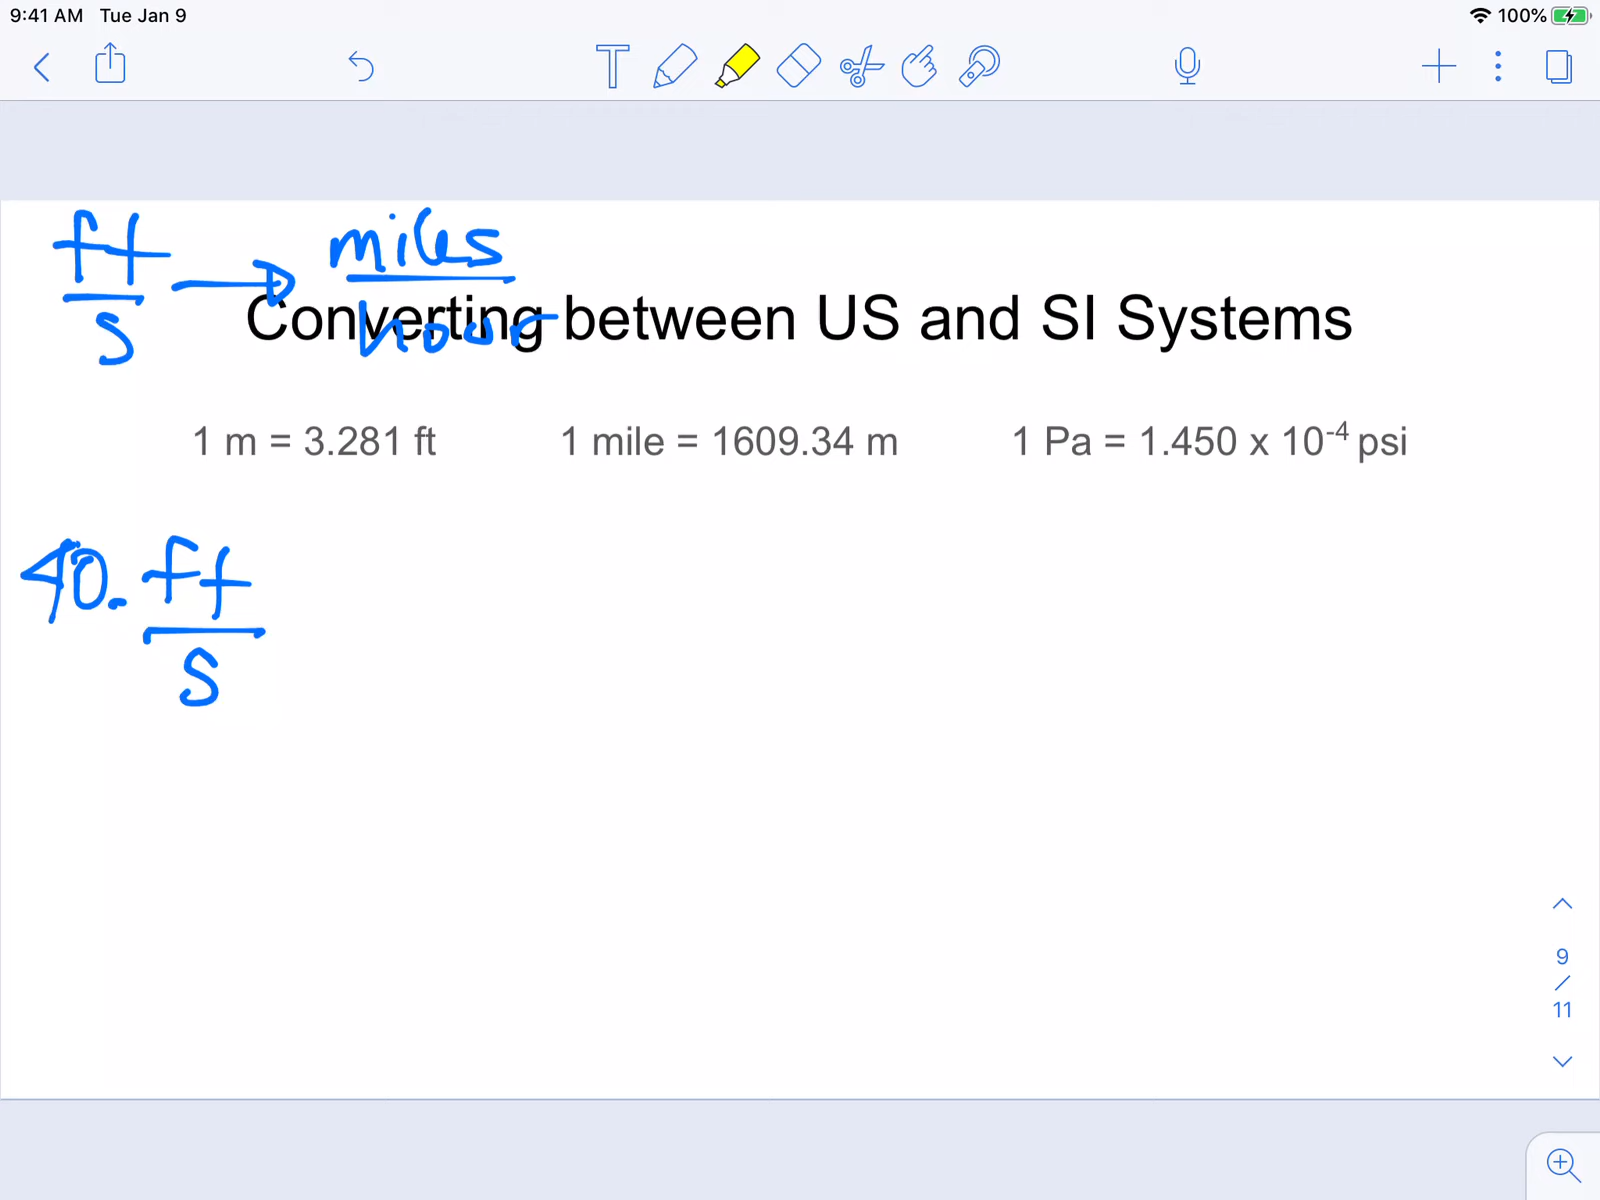 9:41 AM Tue Jan 9
100%
T
ft
s
miles
hour
Converting between US and SI Systems
1 m = 3.281 ft
1 mile = 1609.34 m
1 Pa = 1.450 x 10⁻⁴ psi
40. ft
s
9
/
11